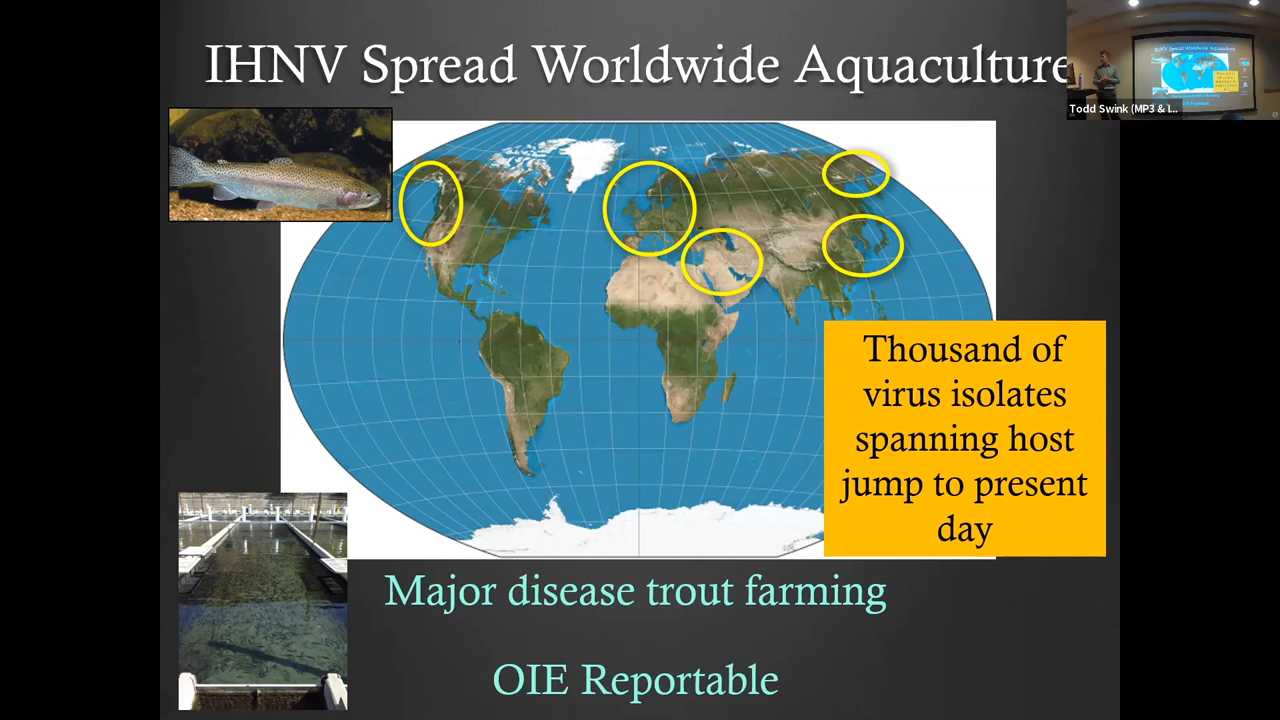 IHNV Spread Worldwide Aquaculture
Todd Swink (MP3 & I...
Thousand of
virus isolates
spanning host
jump to present
day
Major disease trout farming
OIE Reportable